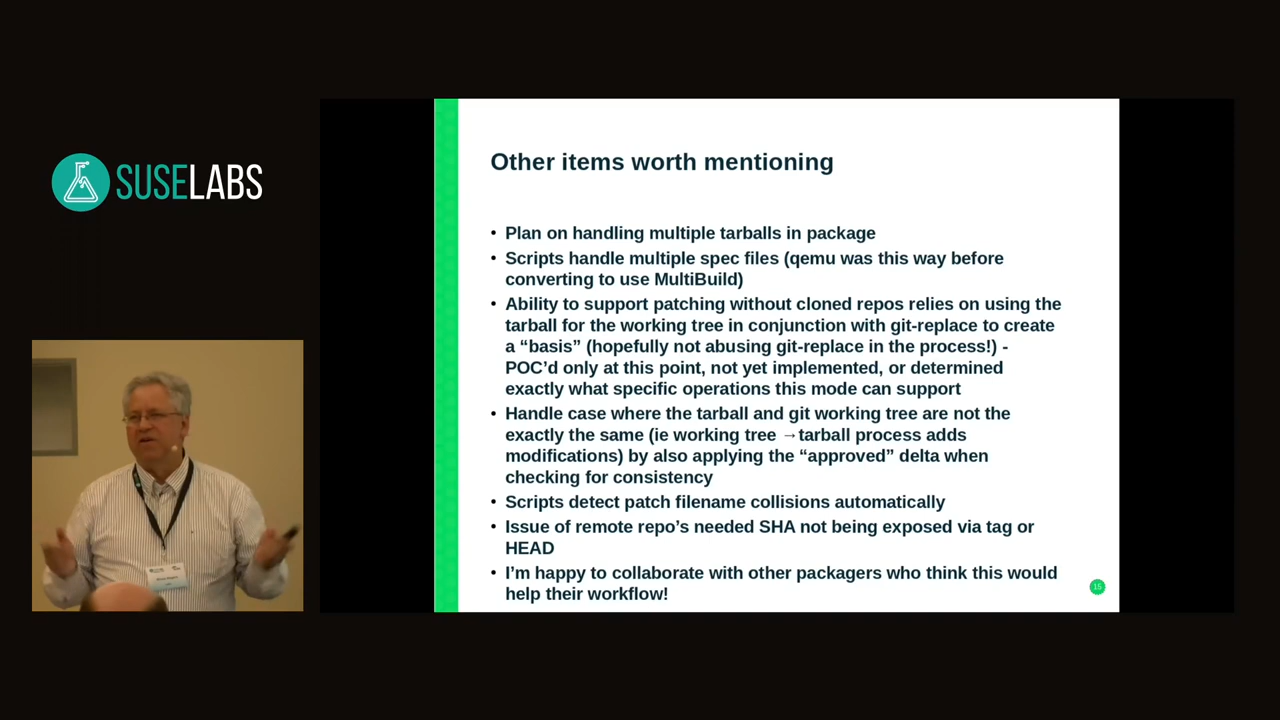 SUSELABS
Other items worth mentioning
• Plan on handling multiple tarballs in package
• Scripts handle multiple spec files (qemu was this way before
converting to use MultiBuild)
• Ability to support patching without cloned repos relies on using the
tarball for the working tree in conjunction with git-replace to create
a “basis” (hopefully not abusing git-replace in the process!) -
POC’d only at this point, not yet implemented, or determined
exactly what specific operations this mode can support
• Handle case where the tarball and git working tree are not the
exactly the same (ie working tree →tarball process adds
modifications) by also applying the “approved” delta when
checking for consistency
• Scripts detect patch filename collisions automatically
• Issue of remote repo’s needed SHA not being exposed via tag or
HEAD
• I’m happy to collaborate with other packagers who think this would
help their workflow!